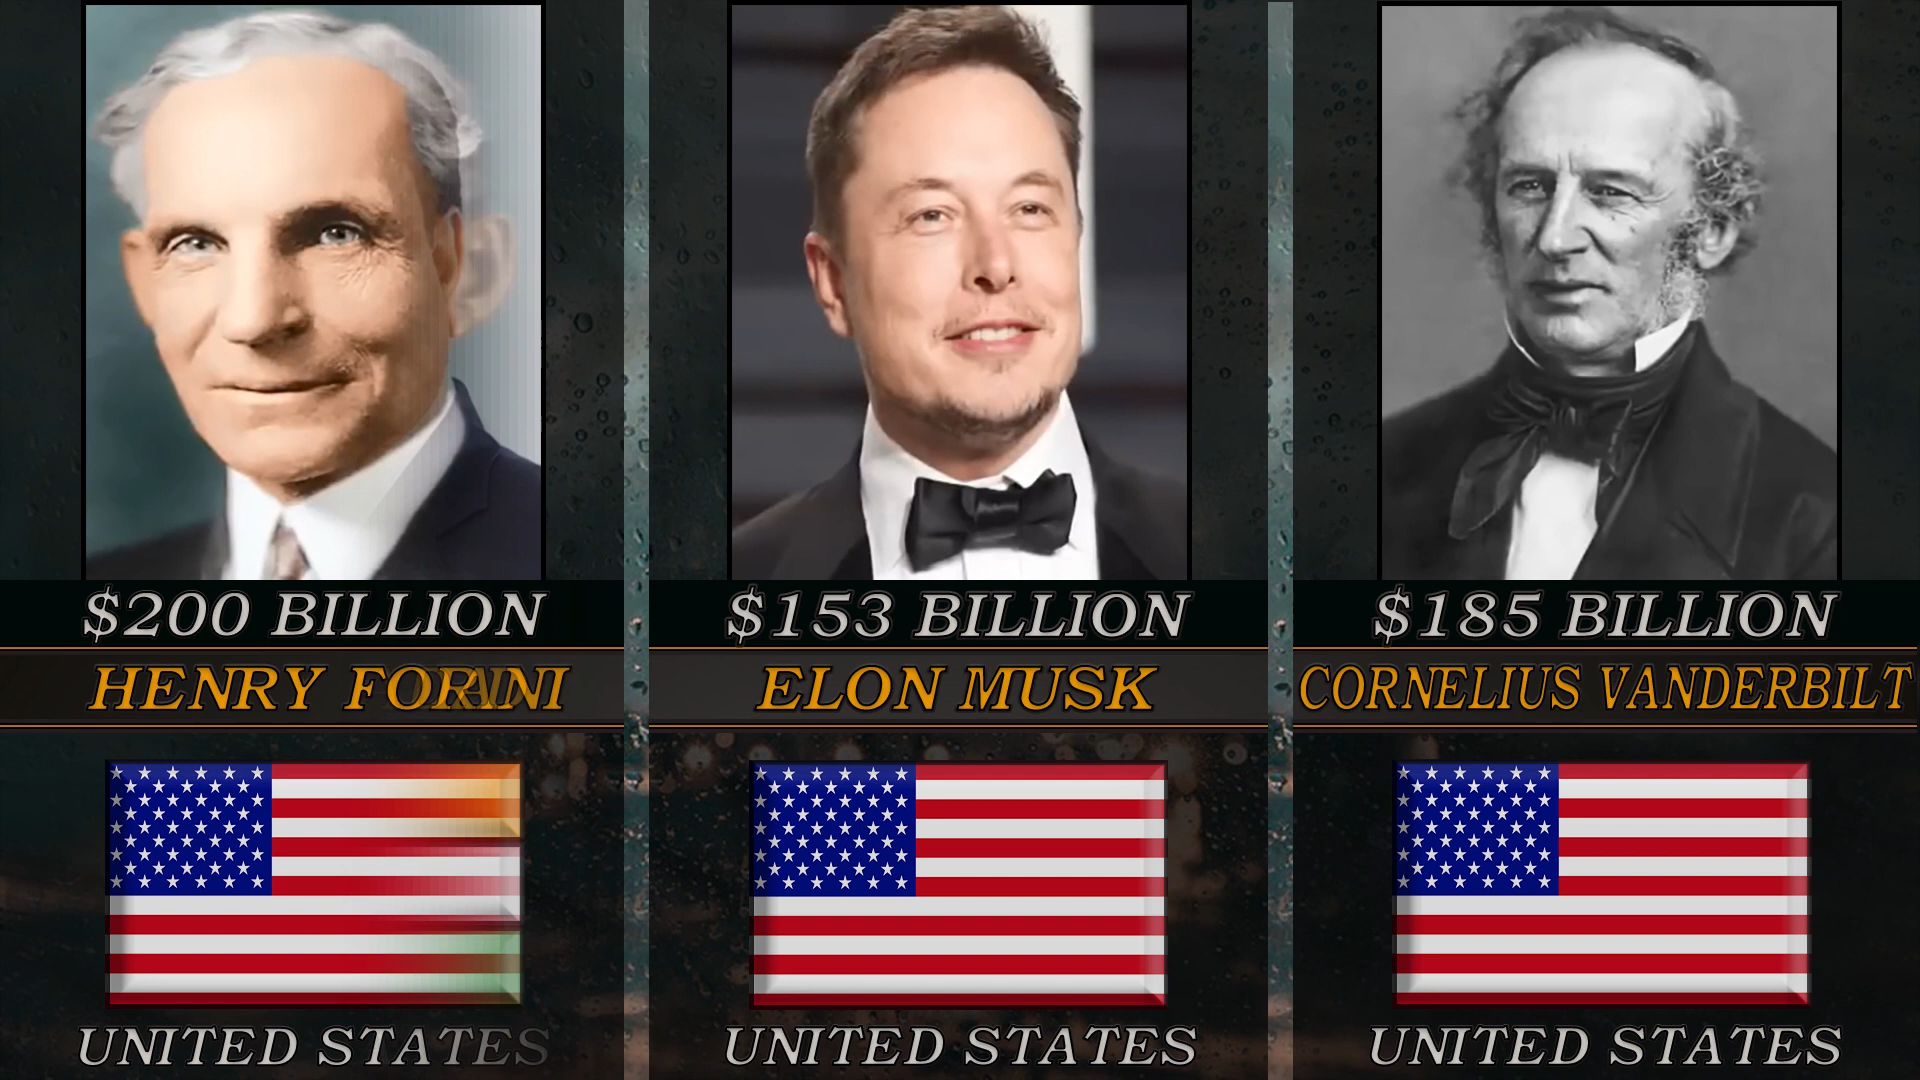 $200 BILLION
HENRY
UNITED STATES
$153 BILLION
ELON MUSK
UNITED STATES
$185 BILLION
CORNELIUS VANDERBILT
UNITED STATES